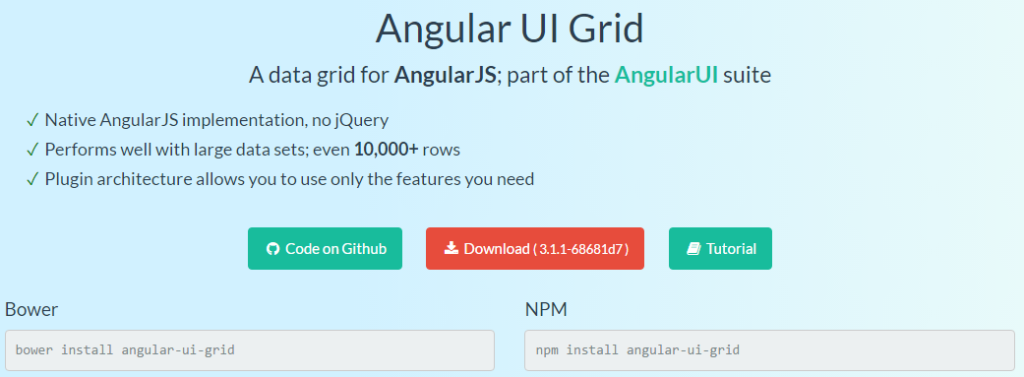 Angular UI Grid
A data grid for AngularJS; part of the AngularUI suite
✓ Native AngularJS implementation, no jQuery
✓ Performs well with large data sets; even 10,000+ rows
✓ Plugin architecture allows you to use only the features you need
Code on Github Download ( 3.1.1-68681d7 ) Tutorial
Bower NPM
bower install angular-ui-grid npm install angular-ui-grid